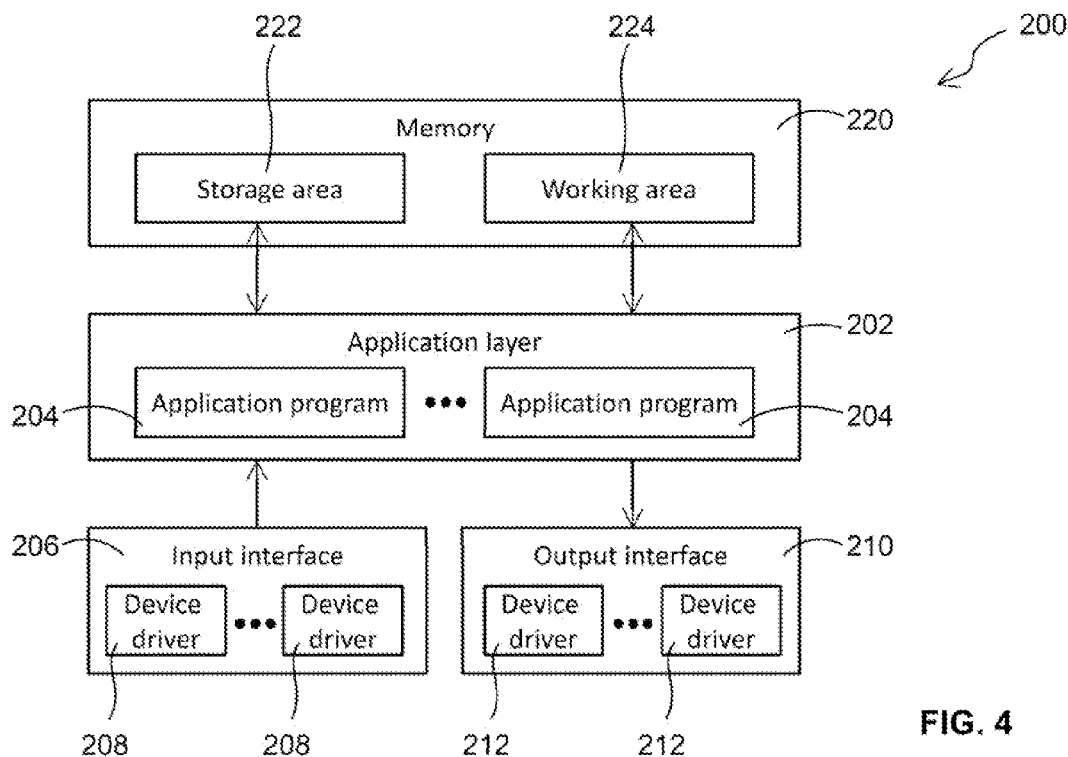 222
224
200
Memory
220
Storage area
Working area
202
Application layer
204
Application program
Application program
204
206
Input interface
Output interface
210
Device driver
Device driver
Device driver
Device driver
208
208
212
212
FIG. 4